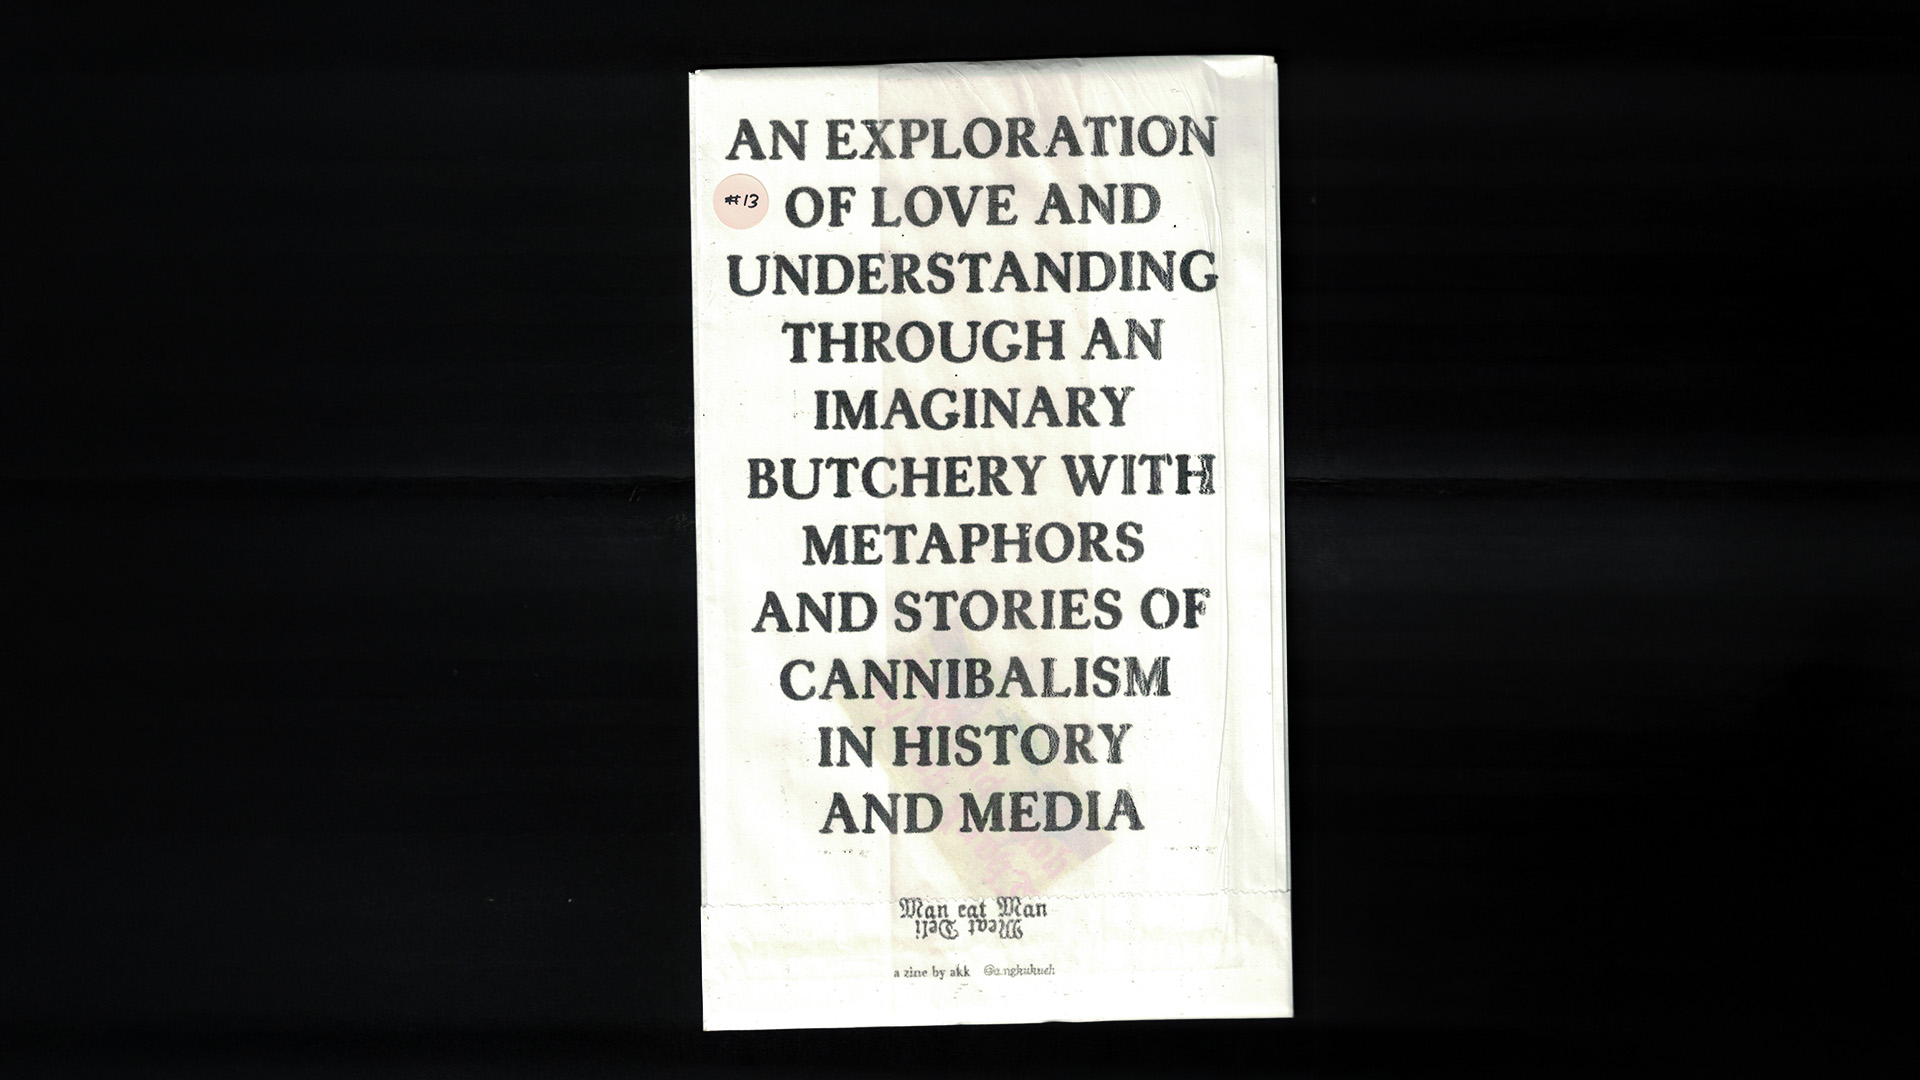 AN EXPLORATION
#13
OF LOVE AND
UNDERSTANDING
THROUGH AN
IMAGINARY
BUTCHERY WITH
METAPHORS
AND STORIES OF
CANNIBALISM
IN HISTORY
AND MEDIA
Man eat Man
Meat Deli
a zine by akk @angkukueh